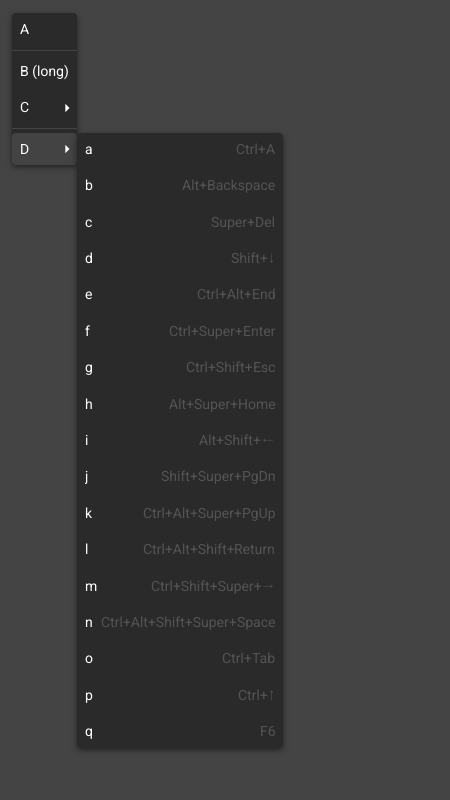 A
B (long)
C
D
a Ctrl+A
b Alt+Backspace
c Super+Del
d Shift+↓
e Ctrl+Alt+End
f Ctrl+Super+Enter
g Ctrl+Shift+Esc
h Alt+Super+Home
i Alt+Shift+←
j Shift+Super+PgDn
k Ctrl+Alt+Super+PgUp
l Ctrl+Alt+Shift+Return
m Ctrl+Shift+Super+→
n Ctrl+Alt+Shift+Super+Space
o Ctrl+Tab
p Ctrl+↑
q F6